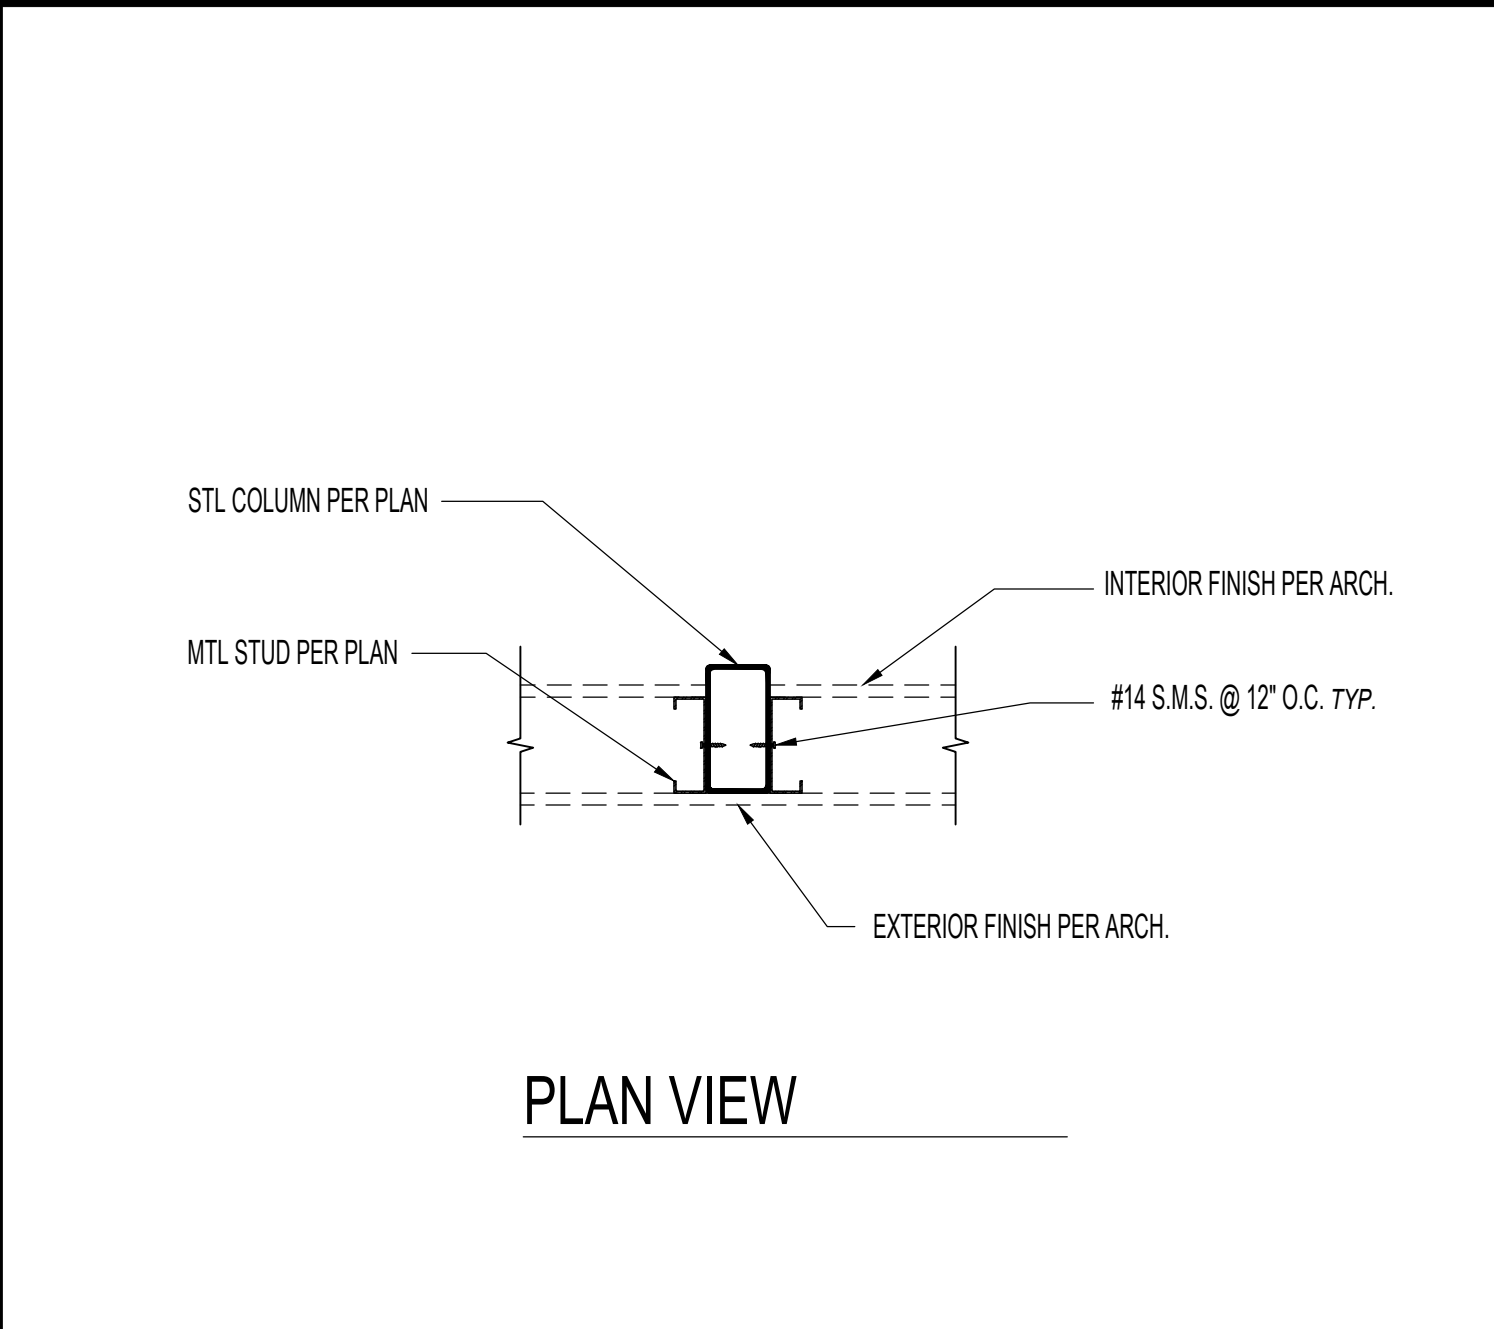 STL COLUMN PER PLAN
INTERIOR FINISH PER ARCH.
MTL STUD PER PLAN
#14 S.M.S. @ 12" O.C. TYP.
EXTERIOR FINISH PER ARCH.
PLAN VIEW